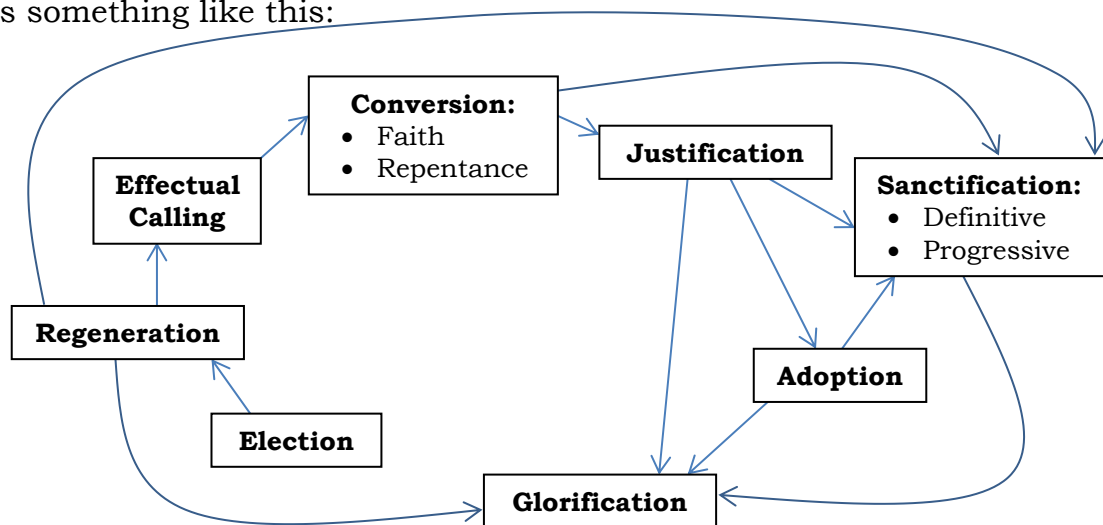 s something like this:
Conversion:
• Faith
• Repentance
Justification
Effectual
Calling
Sanctification:
• Definitive
• Progressive
Regeneration
Adoption
Election
Glorification